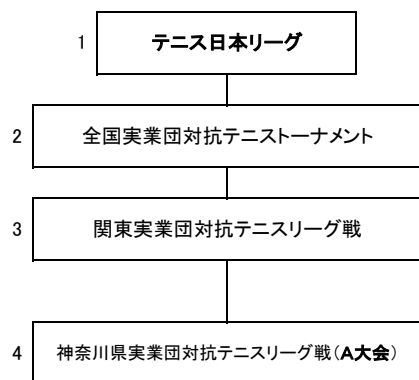 1 テニス日本リーグ
2 全国実業団対抗テニストーナメント
3 関東実業団対抗テニスリーグ戦
4 神奈川県実業団対抗テニスリーグ戦(A大会)